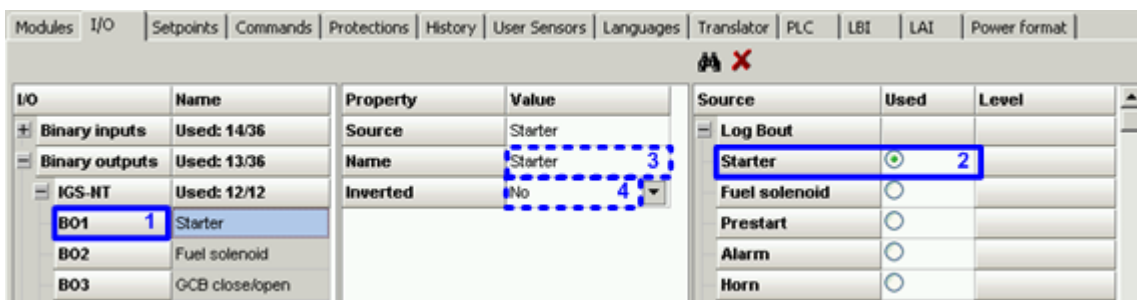 Modules I/O Setpoints Commands Protections History User Sensors Languages Translator PLC LBI LAI Power format
I/O Name Property Value Source Used Level
Binary inputs Used: 14/36 Source Starter Log Bout
Binary outputs Used: 13/36 Name Starter 3 Starter 2
IGS-NT Used: 12/12 Inverted No 4 Fuel solenoid
BO1 1 Starter Prestart
BO2 Fuel solenoid Alarm
BO3 GCB close/open Horn